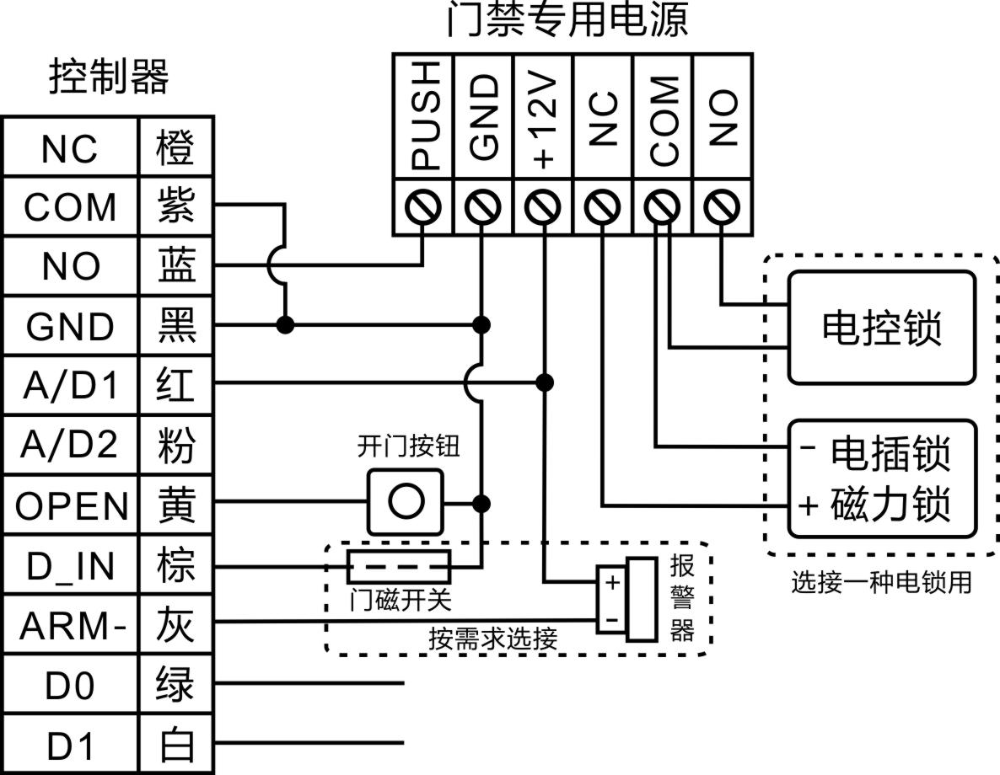 门禁专用电源
控制器
PUSH
GND
+12V
NC
COM
NO
NC 橙
COM 紫
NO 蓝
GND 黑
A/D1 红
A/D2 粉
OPEN 黄
D_IN 棕
ARM- 灰
D0 绿
D1 白
电控锁
- 电插锁
+ 磁力锁
选接一种电锁用
开门按钮
门磁开关
+
-
报警器
按需求选接